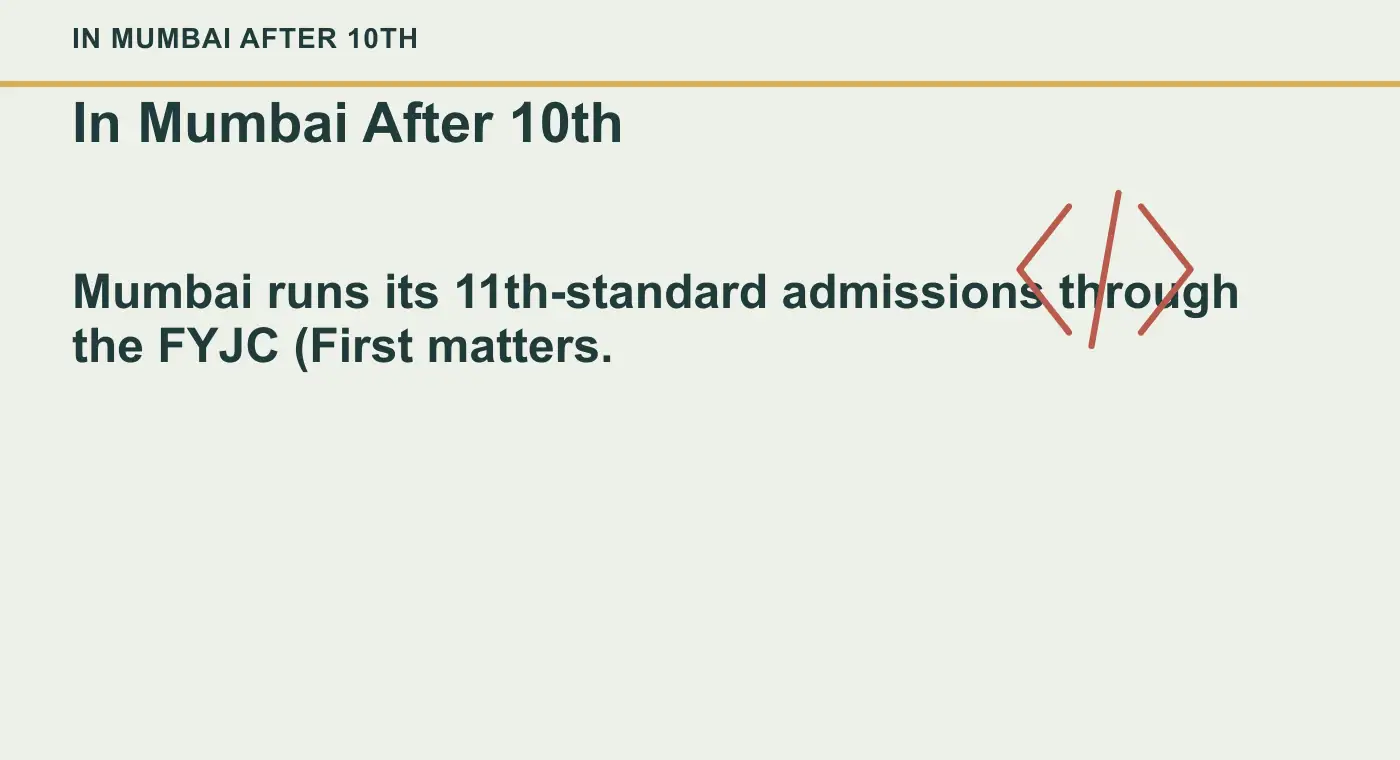 IN MUMBAI AFTER 10TH
In Mumbai After 10th
Mumbai runs its 11th-standard admissions through
the FYJC (First matters.